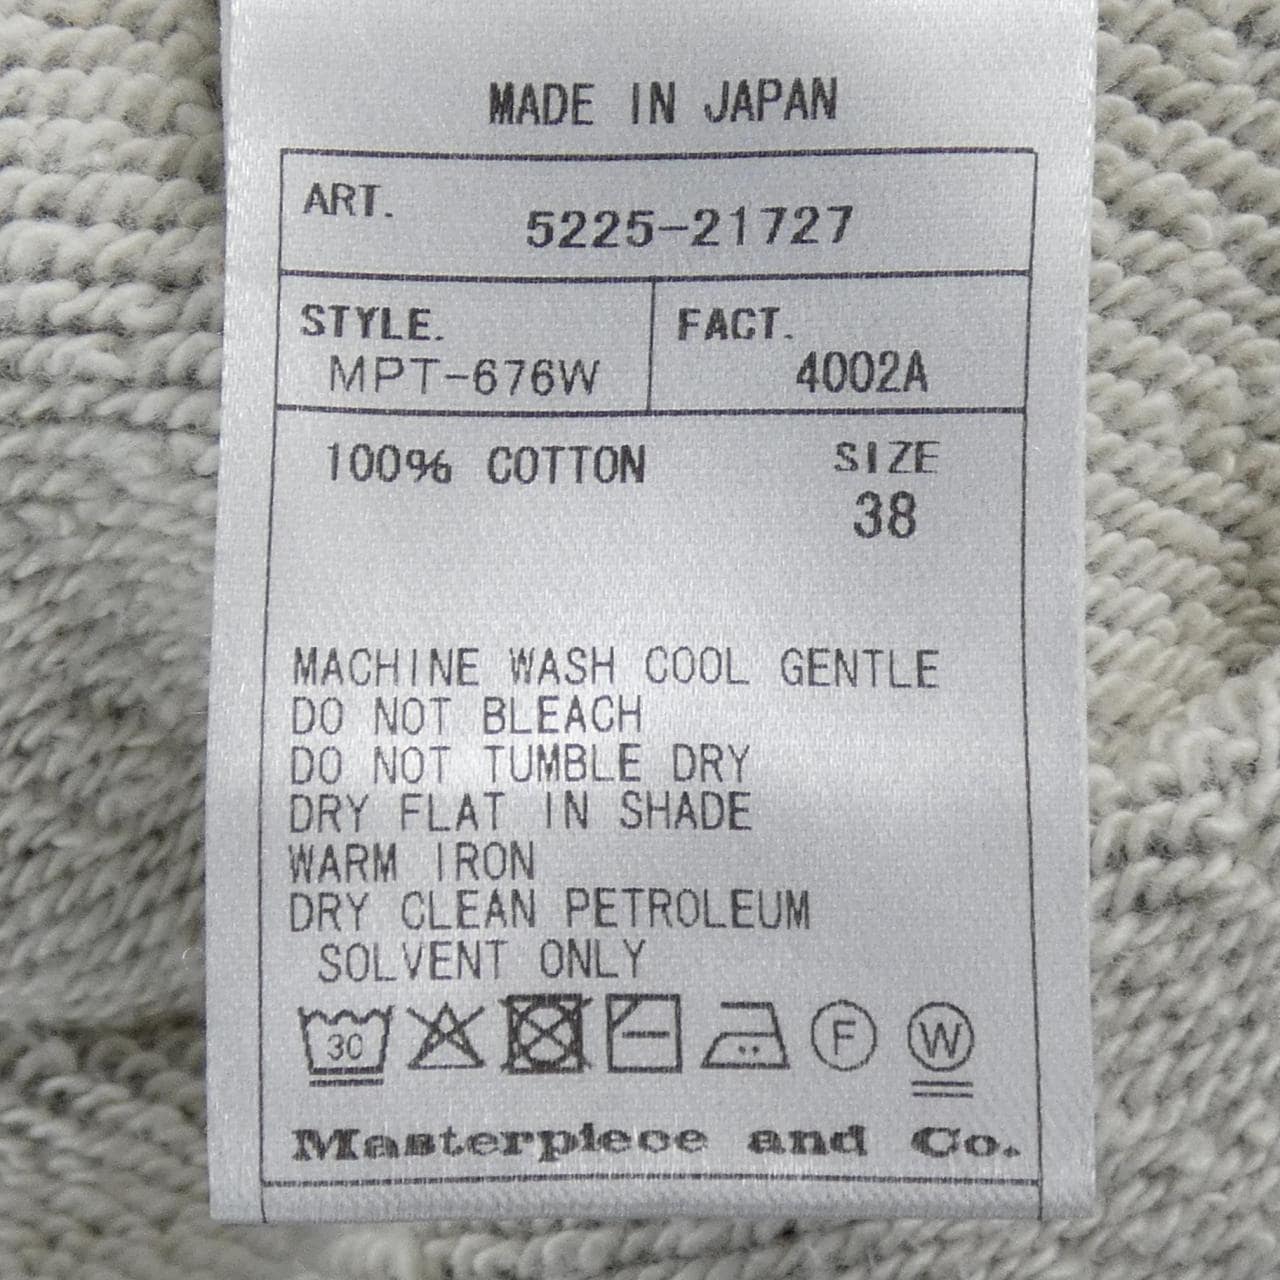 MADE IN JAPAN
ART.
5225-21727
STYLE.
MPT-676W
FACT.
4002A
100% COTTON
SIZE
38
MACHINE WASH COOL GENTLE
DO NOT BLEACH
DO NOT TUMBLE DRY
DRY FLAT IN SHADE
WARM IRON
DRY CLEAN PETROLEUM
SOLVENT ONLY
30 F W
Masterpiece and Co.